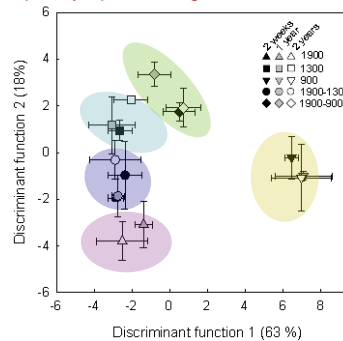 2 weeks
1 year
2 years
1900
1300
900
1900-130
1900-900
Discriminant function 2 (18%)
6
4
2
0
-2
-4
-6
-6 -4 -2 0 2 4 6 8
Discriminant function 1 (63 %)